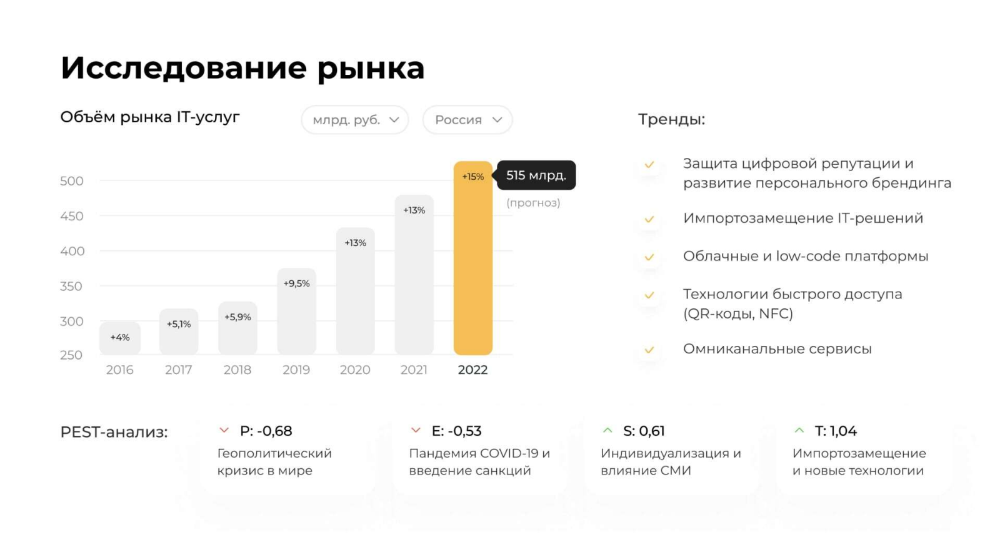 Исследование рынка
Объём рынка IT-услуг
млрд. руб.
Россия
500
450
400
350
300
250
+4%
+5,1%
+5,9%
+9,5%
+13%
+13%
+15%
515 млрд.
(прогноз)
2016
2017
2018
2019
2020
2021
2022
Тренды:
Защита цифровой репутации и
развитие персонального брендинга
Импортозамещение IT-решений
Облачные и low-code платформы
Технологии быстрого доступа
(QR-коды, NFC)
Омниканальные сервисы
PEST-анализ:
P: -0,68
Геополитический
кризис в мире
E: -0,53
Пандемия COVID-19 и
введение санкций
S: 0,61
Индивидуализация и
влияние СМИ
T: 1,04
Импортозамещение
и новые технологии